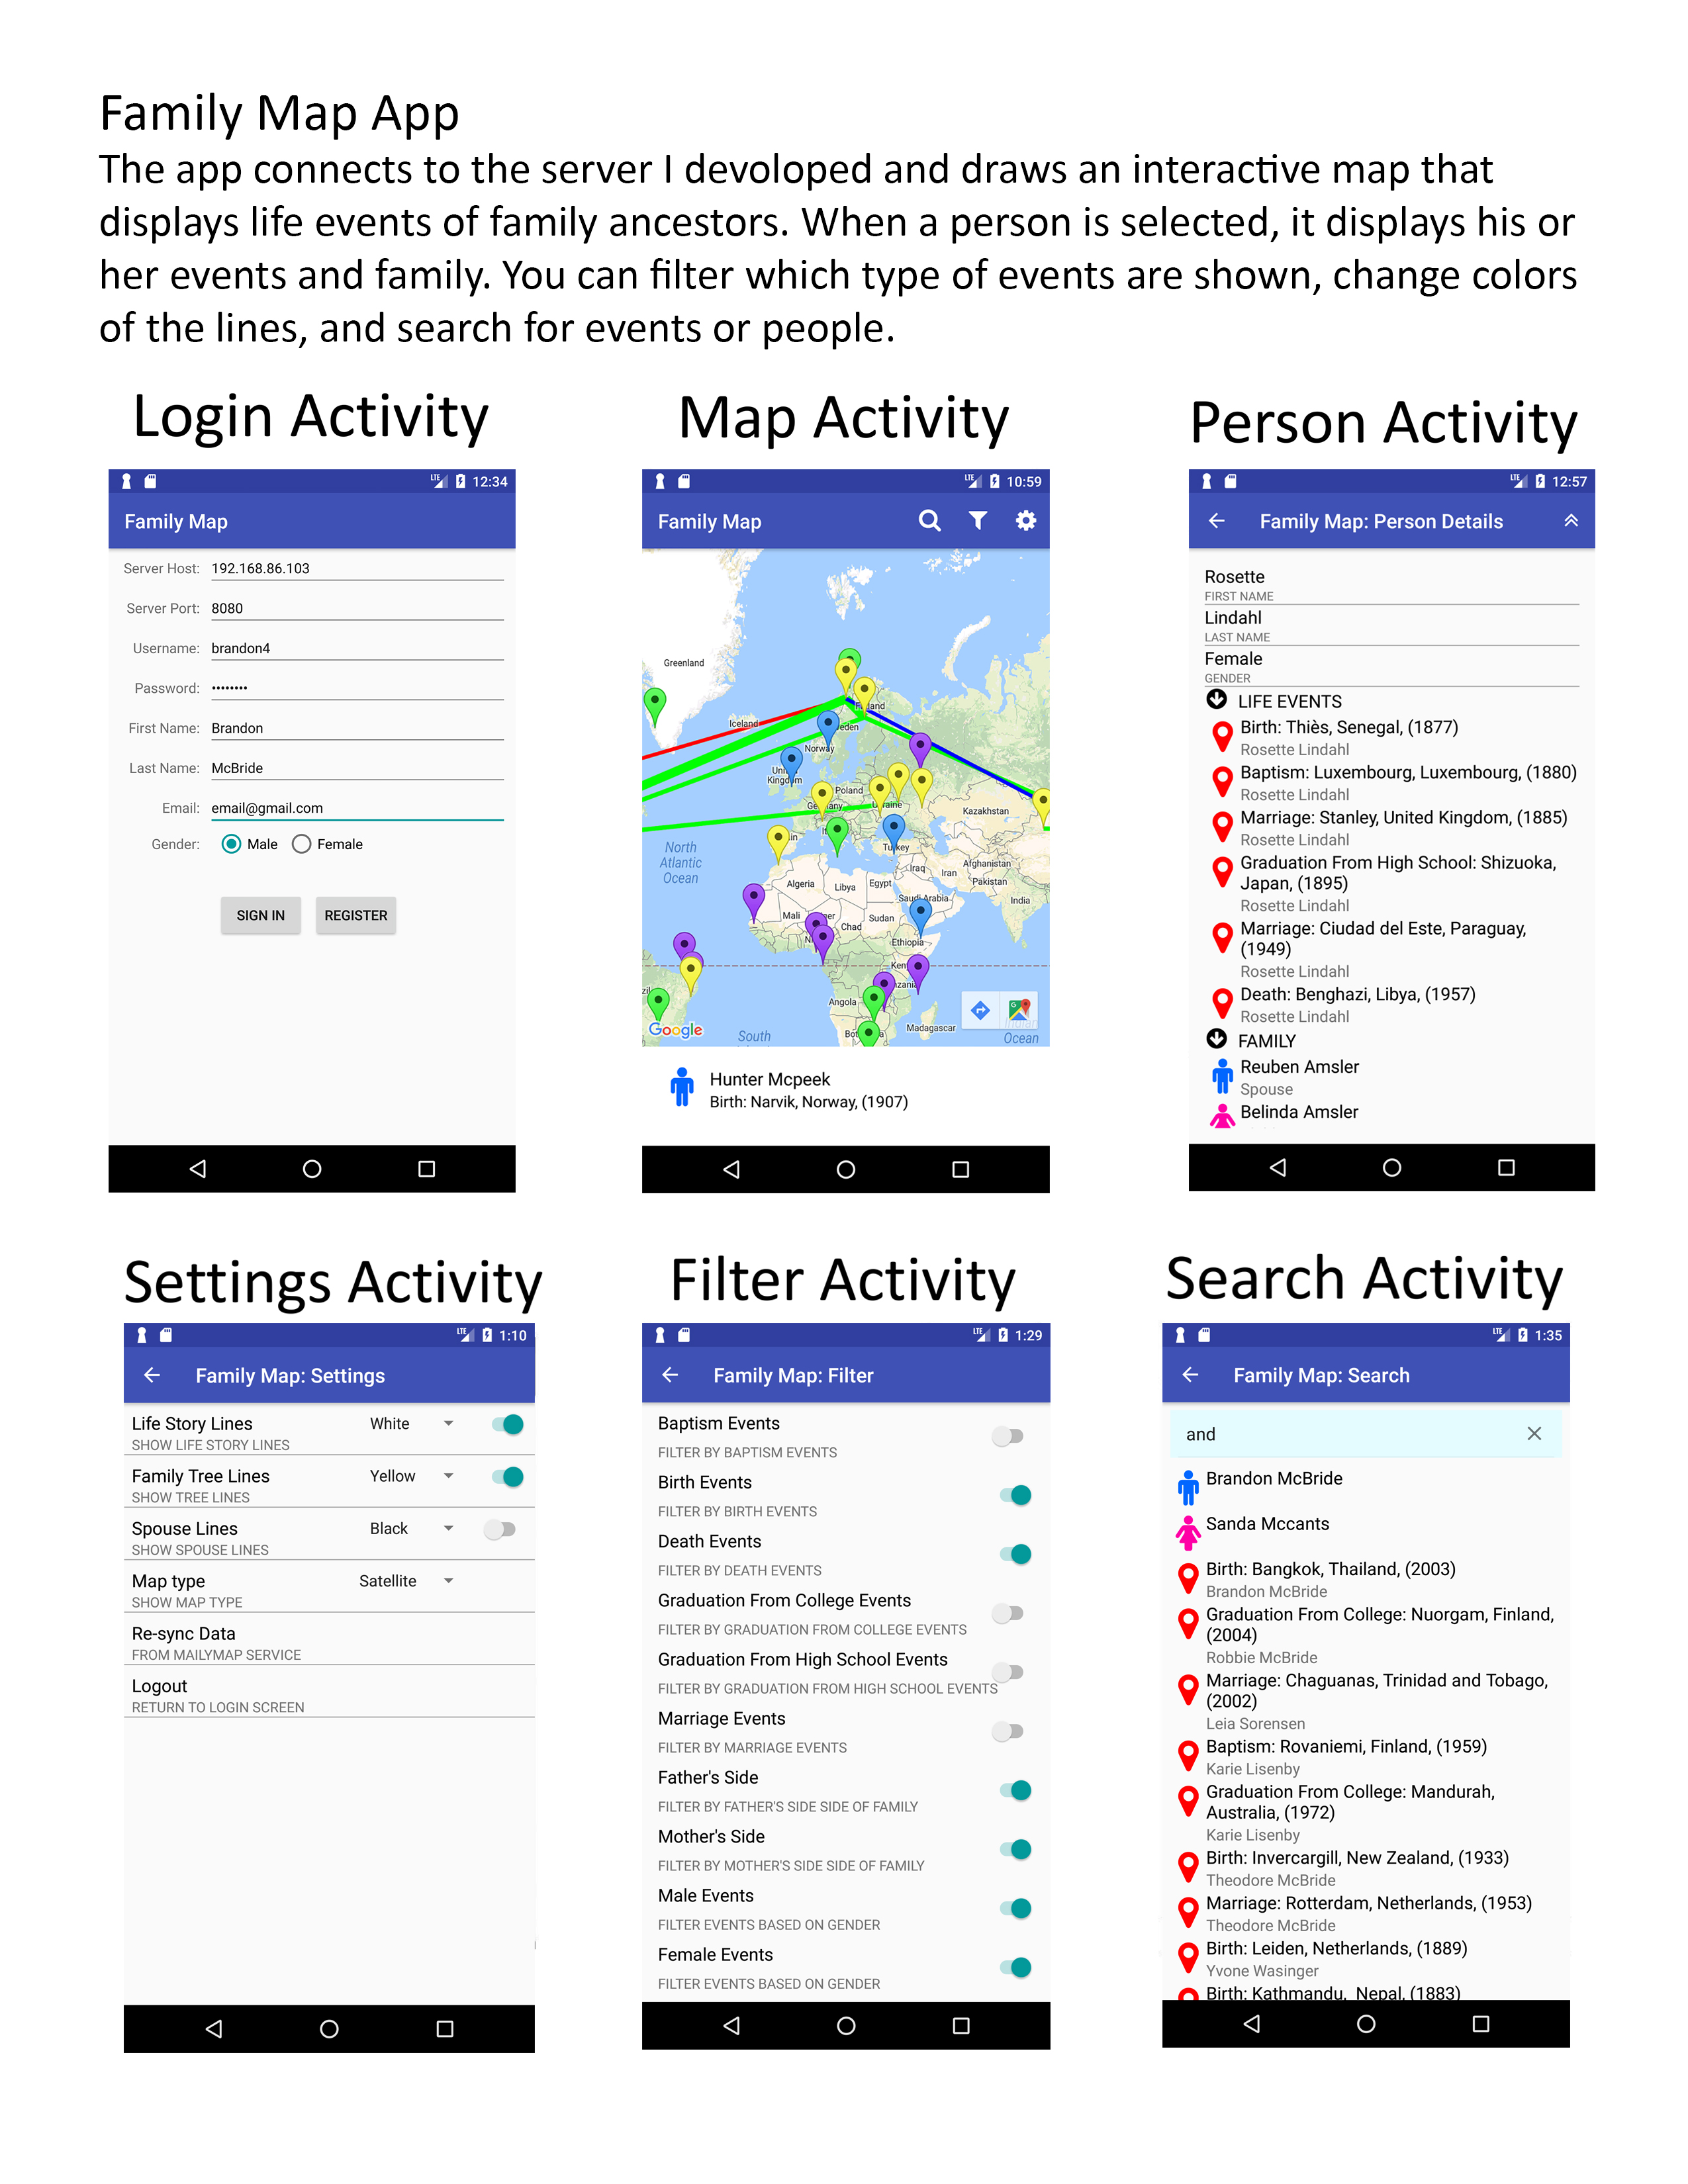 Family Map App
The app connects to the server I devoloped and draws an interactive map that
displays life events of family ancestors. When a person is selected, it displays his or
her events and family. You can filter which type of events are shown, change colors
of the lines, and search for events or people.
Login Activity
LTE 12:34
Family Map
Server Host: 192.168.86.103
Server Port: 8080
Username: brandon4
Password: ••••••••
First Name: Brandon
Last Name: McBride
Email: email@gmail.com
Gender: Male Female
SIGN IN REGISTER
Map Activity
LTE 10:59
Family Map
Greenland
Iceland
Norway
Poland
Kazakhstan
North
Atlantic
Ocean
Turkey
Afghanistan
Iraq
Iran
Pakistan
Algeria
Libya
Egypt
Saudi Arabia
India
Mali
Chad
Sudan
Ethiopia
Angola
Madagascar
Google
South
Ocean
Hunter Mcpeek
Birth: Narvik, Norway, (1907)
Person Activity
LTE 12:57
Family Map: Person Details
Rosette
FIRST NAME
Lindahl
LAST NAME
Female
GENDER
LIFE EVENTS
Birth: Thiès, Senegal, (1877)
Rosette Lindahl
Baptism: Luxembourg, Luxembourg, (1880)
Rosette Lindahl
Marriage: Stanley, United Kingdom, (1885)
Rosette Lindahl
Graduation From High School: Shizuoka,
Japan, (1895)
Rosette Lindahl
Marriage: Ciudad del Este, Paraguay,
(1949)
Rosette Lindahl
Death: Benghazi, Libya, (1957)
Rosette Lindahl
FAMILY
Reuben Amsler
Spouse
Belinda Amsler
Settings Activity
LTE 1:10
Family Map: Settings
Life Story Lines White
SHOW LIFE STORY LINES
Family Tree Lines Yellow
SHOW TREE LINES
Spouse Lines Black
SHOW SPOUSE LINES
Map type Satellite
SHOW MAP TYPE
Re-sync Data
FROM MAILYMAP SERVICE
Logout
RETURN TO LOGIN SCREEN
Filter Activity
LTE 1:29
Family Map: Filter
Baptism Events
FILTER BY BAPTISM EVENTS
Birth Events
FILTER BY BIRTH EVENTS
Death Events
FILTER BY DEATH EVENTS
Graduation From College Events
FILTER BY GRADUATION FROM COLLEGE EVENTS
Graduation From High School Events
FILTER BY GRADUATION FROM HIGH SCHOOL EVENTS
Marriage Events
FILTER BY MARRIAGE EVENTS
Father's Side
FILTER BY FATHER'S SIDE SIDE OF FAMILY
Mother's Side
FILTER BY MOTHER'S SIDE SIDE OF FAMILY
Male Events
FILTER EVENTS BASED ON GENDER
Female Events
FILTER EVENTS BASED ON GENDER
Search Activity
LTE 1:35
Family Map: Search
and
Brandon McBride
Sanda Mccants
Birth: Bangkok, Thailand, (2003)
Brandon McBride
Graduation From College: Nuorgam, Finland,
(2004)
Robbie McBride
Marriage: Chaguanas, Trinidad and Tobago,
(2002)
Leia Sorensen
Baptism: Rovaniemi, Finland, (1959)
Karie Lisenby
Graduation From College: Mandurah,
Australia, (1972)
Karie Lisenby
Birth: Invercargill, New Zealand, (1933)
Theodore McBride
Marriage: Rotterdam, Netherlands, (1953)
Theodore McBride
Birth: Leiden, Netherlands, (1889)
Yvone Wasinger
Birth: Kathmandu, Nepal, (1883)